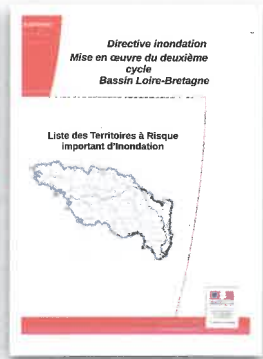 Directive inondation
Mise en œuvre du deuxième
cycle
Bassin Loire-Bretagne
Liste des Territoires à Risque
important d'Inondation